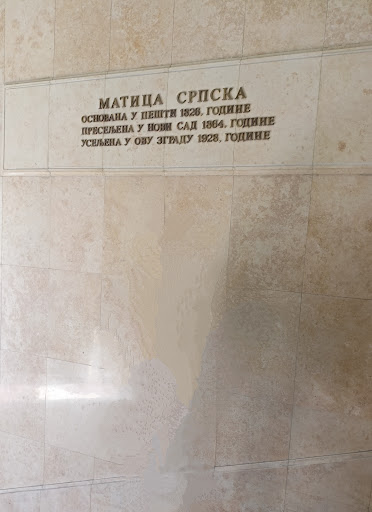 МАТИЦА СРПСКА
ОСНОВАНА У ПЕШТИ 1826. ГОДИНЕ
ПРЕСЕЉЕНА У НОВИ САД 1864. ГОДИНЕ
УСЕЉЕНА У ОВУ ЗГРАДУ 1928. ГОДИНЕ